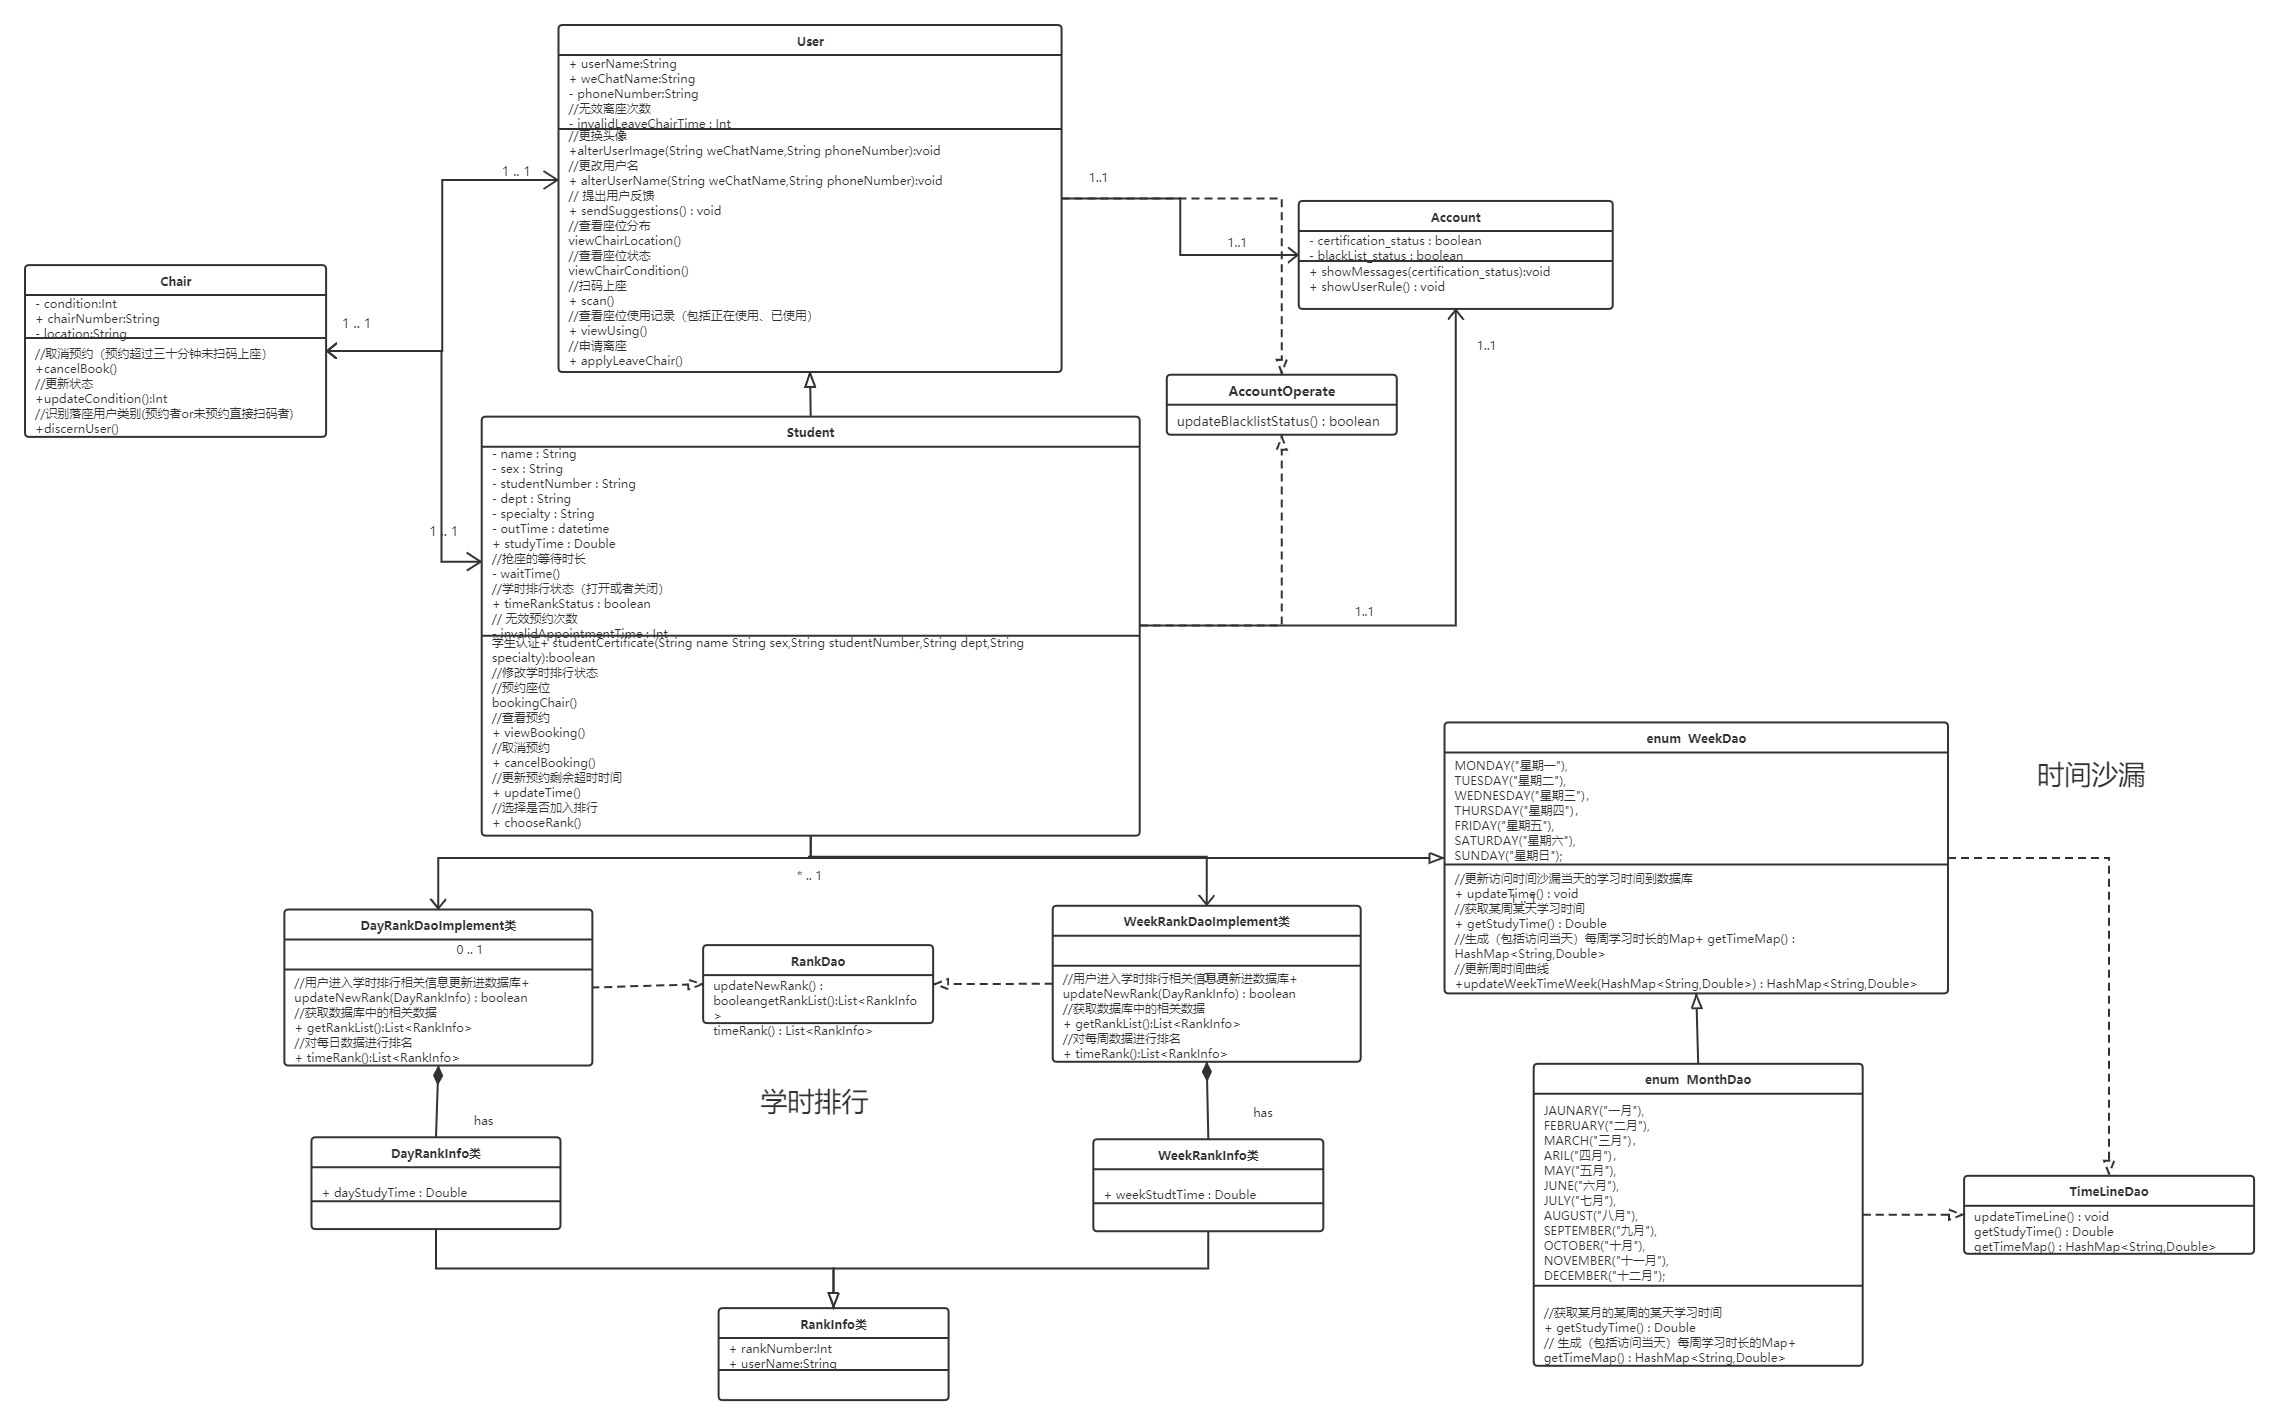 User
+ userName:String
+ weChatName:String
- phoneNumber:String
//无效离座次数
- invalidLeaveChairTime : Int
//更换头像
+alterUserImage(String weChatName,String phoneNumber):void
//更改用户名
+ alterUserName(String weChatName,String phoneNumber):void
// 提出用户反馈
+ sendSuggestions() : void
//查看座位分布
viewChairLocation()
//查看座位状态
viewChairCondition()
//扫码上座
+ scan()
//查看座位使用记录（包括正在使用、已使用）
+ viewUsing()
//申请离座
+ applyLeaveChair()
1 .. 1
1..1
1..1
Account
- certification_status : boolean
- blackList_status : boolean
+ showMessages(certification_status):void
+ showUserRule() : void
1..1
Chair
- condition:Int
+ chairNumber:String
- location:String
//取消预约（预约超过三十分钟未扫码上座）
+cancelBook()
//更新状态
+updateCondition():Int
//识别落座用户类别(预约者or未预约直接扫码者)
+discernUser()
1 .. 1
1 .. 1
AccountOperate
updateBlacklistStatus() : boolean
Student
- name : String
- sex : String
- studentNumber : String
- dept : String
- specialty : String
- outTime : datetime
+ studyTime : Double
//抢座的等待时长
- waitTime()
//学时排行状态（打开或者关闭）
+ timeRankStatus : boolean
// 无效预约次数
- invalidAppointmentTime : Int
学生认证+ studentCertificate(String name String sex,String studentNumber,String dept,String
specialty):boolean
//修改学时排行状态
//预约座位
bookingChair()
//查看预约
+ viewBooking()
//取消预约
+ cancelBooking()
//更新预约剩余超时时间
+ updateTime()
//选择是否加入排行
+ chooseRank()
1..1
* .. 1
enum  WeekDao
MONDAY("星期一"),
TUESDAY("星期二"),
WEDNESDAY("星期三"),
THURSDAY("星期四"),
FRIDAY("星期五"),
SATURDAY("星期六"),
SUNDAY("星期日");
//更新访问时间沙漏当天的学习时间到数据库
+ updateTime() : void
//获取某周某天学习时间
+ getStudyTime() : Double
//生成（包括访问当天）每周学习时长的Map+ getTimeMap() :
HashMap<String,Double>
//更新周时间曲线
+updateWeekTimeWeek(HashMap<String,Double>) : HashMap<String,Double>
时间沙漏
DayRankDaoImplement类
0 .. 1
//用户进入学时排行相关信息更新进数据库+
updateNewRank(DayRankInfo) : boolean
//获取数据库中的相关数据
+ getRankList():List<RankInfo>
//对每日数据进行排名
+ timeRank():List<RankInfo>
RankDao
updateNewRank() :
booleangetRankList():List<RankInfo
>
timeRank() : List<RankInfo>
WeekRankDaoImplement类
//用户进入学时排行相关信息更新进数据库+
updateNewRank(DayRankInfo) : boolean
//获取数据库中的相关数据
+ getRankList():List<RankInfo>
//对每周数据进行排名
+ timeRank():List<RankInfo>
学时排行
has
has
DayRankInfo类
+ dayStudyTime : Double
WeekRankInfo类
+ weekStudtTime : Double
RankInfo类
+ rankNumber:Int
+ userName:String
enum  MonthDao
JAUNARY("一月"),
FEBRUARY("二月"),
MARCH("三月"),
ARIL("四月"),
MAY("五月"),
JUNE("六月"),
JULY("七月"),
AUGUST("八月"),
SEPTEMBER("九月"),
OCTOBER("十月"),
NOVEMBER("十一月"),
DECEMBER("十二月");
//获取某月的某周的某天学习时间
+ getStudyTime() : Double
// 生成（包括访问当天）每周学习时长的Map+
getTimeMap() : HashMap<String,Double>
TimeLineDao
updateTimeLine() : void
getStudyTime() : Double
getTimeMap() : HashMap<String,Double>